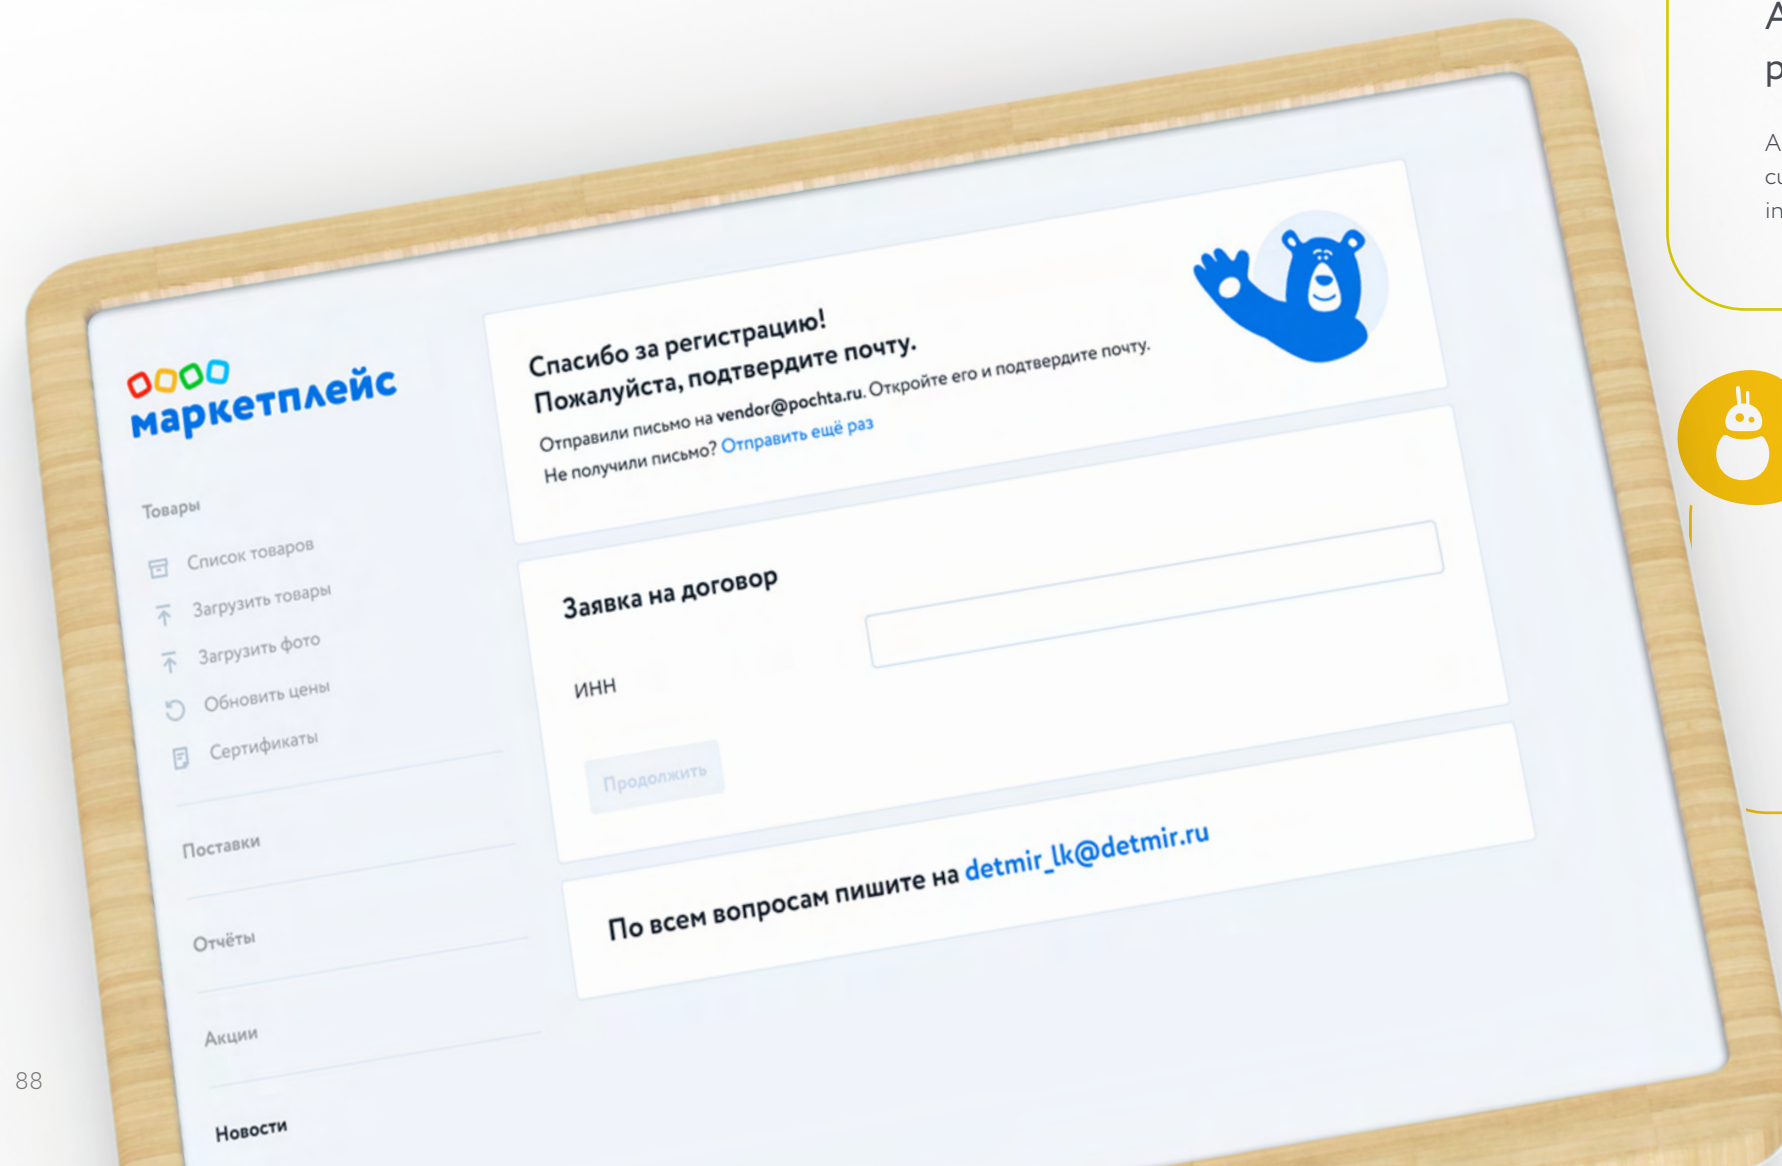 маркетплейс
Товары
Список товаров
Загрузить товары
Загрузить фото
Обновить цены
Сертификаты
Поставки
Отчёты
Акции
Новости
Спасибо за регистрацию!
Пожалуйста, подтвердите почту.
Отправили письмо на vendor@pochta.ru. Откройте его и подтвердите почту.
Не получили письмо? Отправить ещё раз
Заявка на договор
ИНН
Продолжить
По всем вопросам пишите на detmir_lk@detmir.ru
88